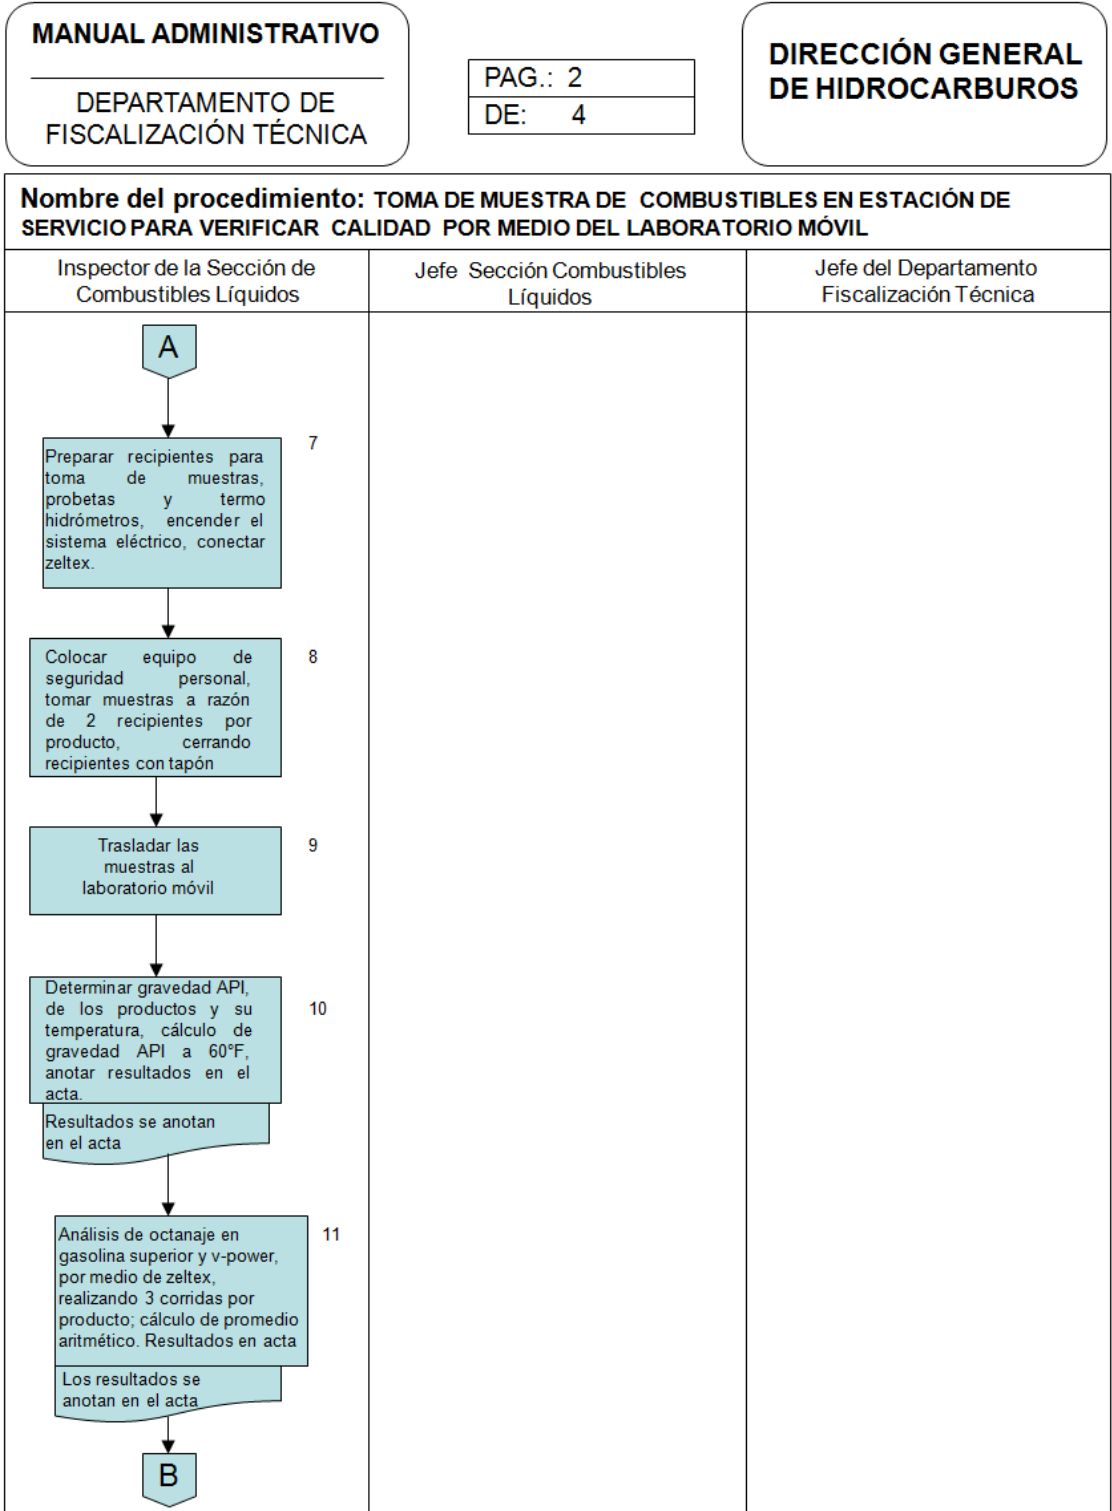 MANUAL ADMINISTRATIVO
DEPARTAMENTO DE
FISCALIZACIÓN TÉCNICA
PAG.: 2
DE: 4
DIRECCIÓN GENERAL
DE HIDROCARBUROS
Nombre del procedimiento: TOMA DE MUESTRA DE COMBUSTIBLES EN ESTACIÓN DE
SERVICIO PARA VERIFICAR CALIDAD POR MEDIO DEL LABORATORIO MÓVIL
Inspector de la Sección de
Combustibles Líquidos
Jefe Sección Combustibles
Líquidos
Jefe del Departamento
Fiscalización Técnica
A
7
Preparar recipientes para
toma de muestras,
probetas y termo
hidrómetros, encender el
sistema eléctrico, conectar
zeltex.
8
Colocar equipo de
seguridad personal,
tomar muestras a razón
de 2 recipientes por
producto, cerrando
recipientes con tapón
9
Trasladar las
muestras al
laboratorio móvil
10
Determinar gravedad API,
de los productos y su
temperatura, cálculo de
gravedad API a 60°F,
anotar resultados en el
acta.
Resultados se anotan
en el acta
11
Análisis de octanaje en
gasolina superior y v-power,
por medio de zeltex,
realizando 3 corridas por
producto; cálculo de promedio
aritmético. Resultados en acta
Los resultados se
anotan en el acta
B